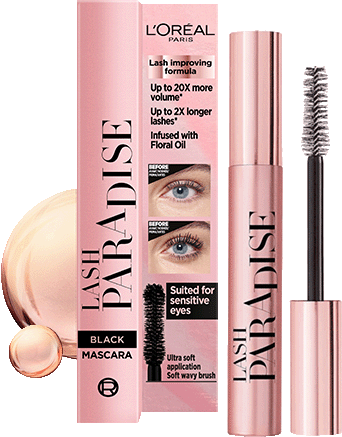 L'ORÉAL
PARIS
Lash improving
formula
Up to 20X more
volume*
Up to 2X longer
lashes*
Infused with
Floral Oil
BEFORE
BEFORE
Suited for
sensitive
eyes
Ultra soft
application
Soft wavy brush
LASH
PARADISE
BLACK
MASCARA
R
LASH
PARADISE